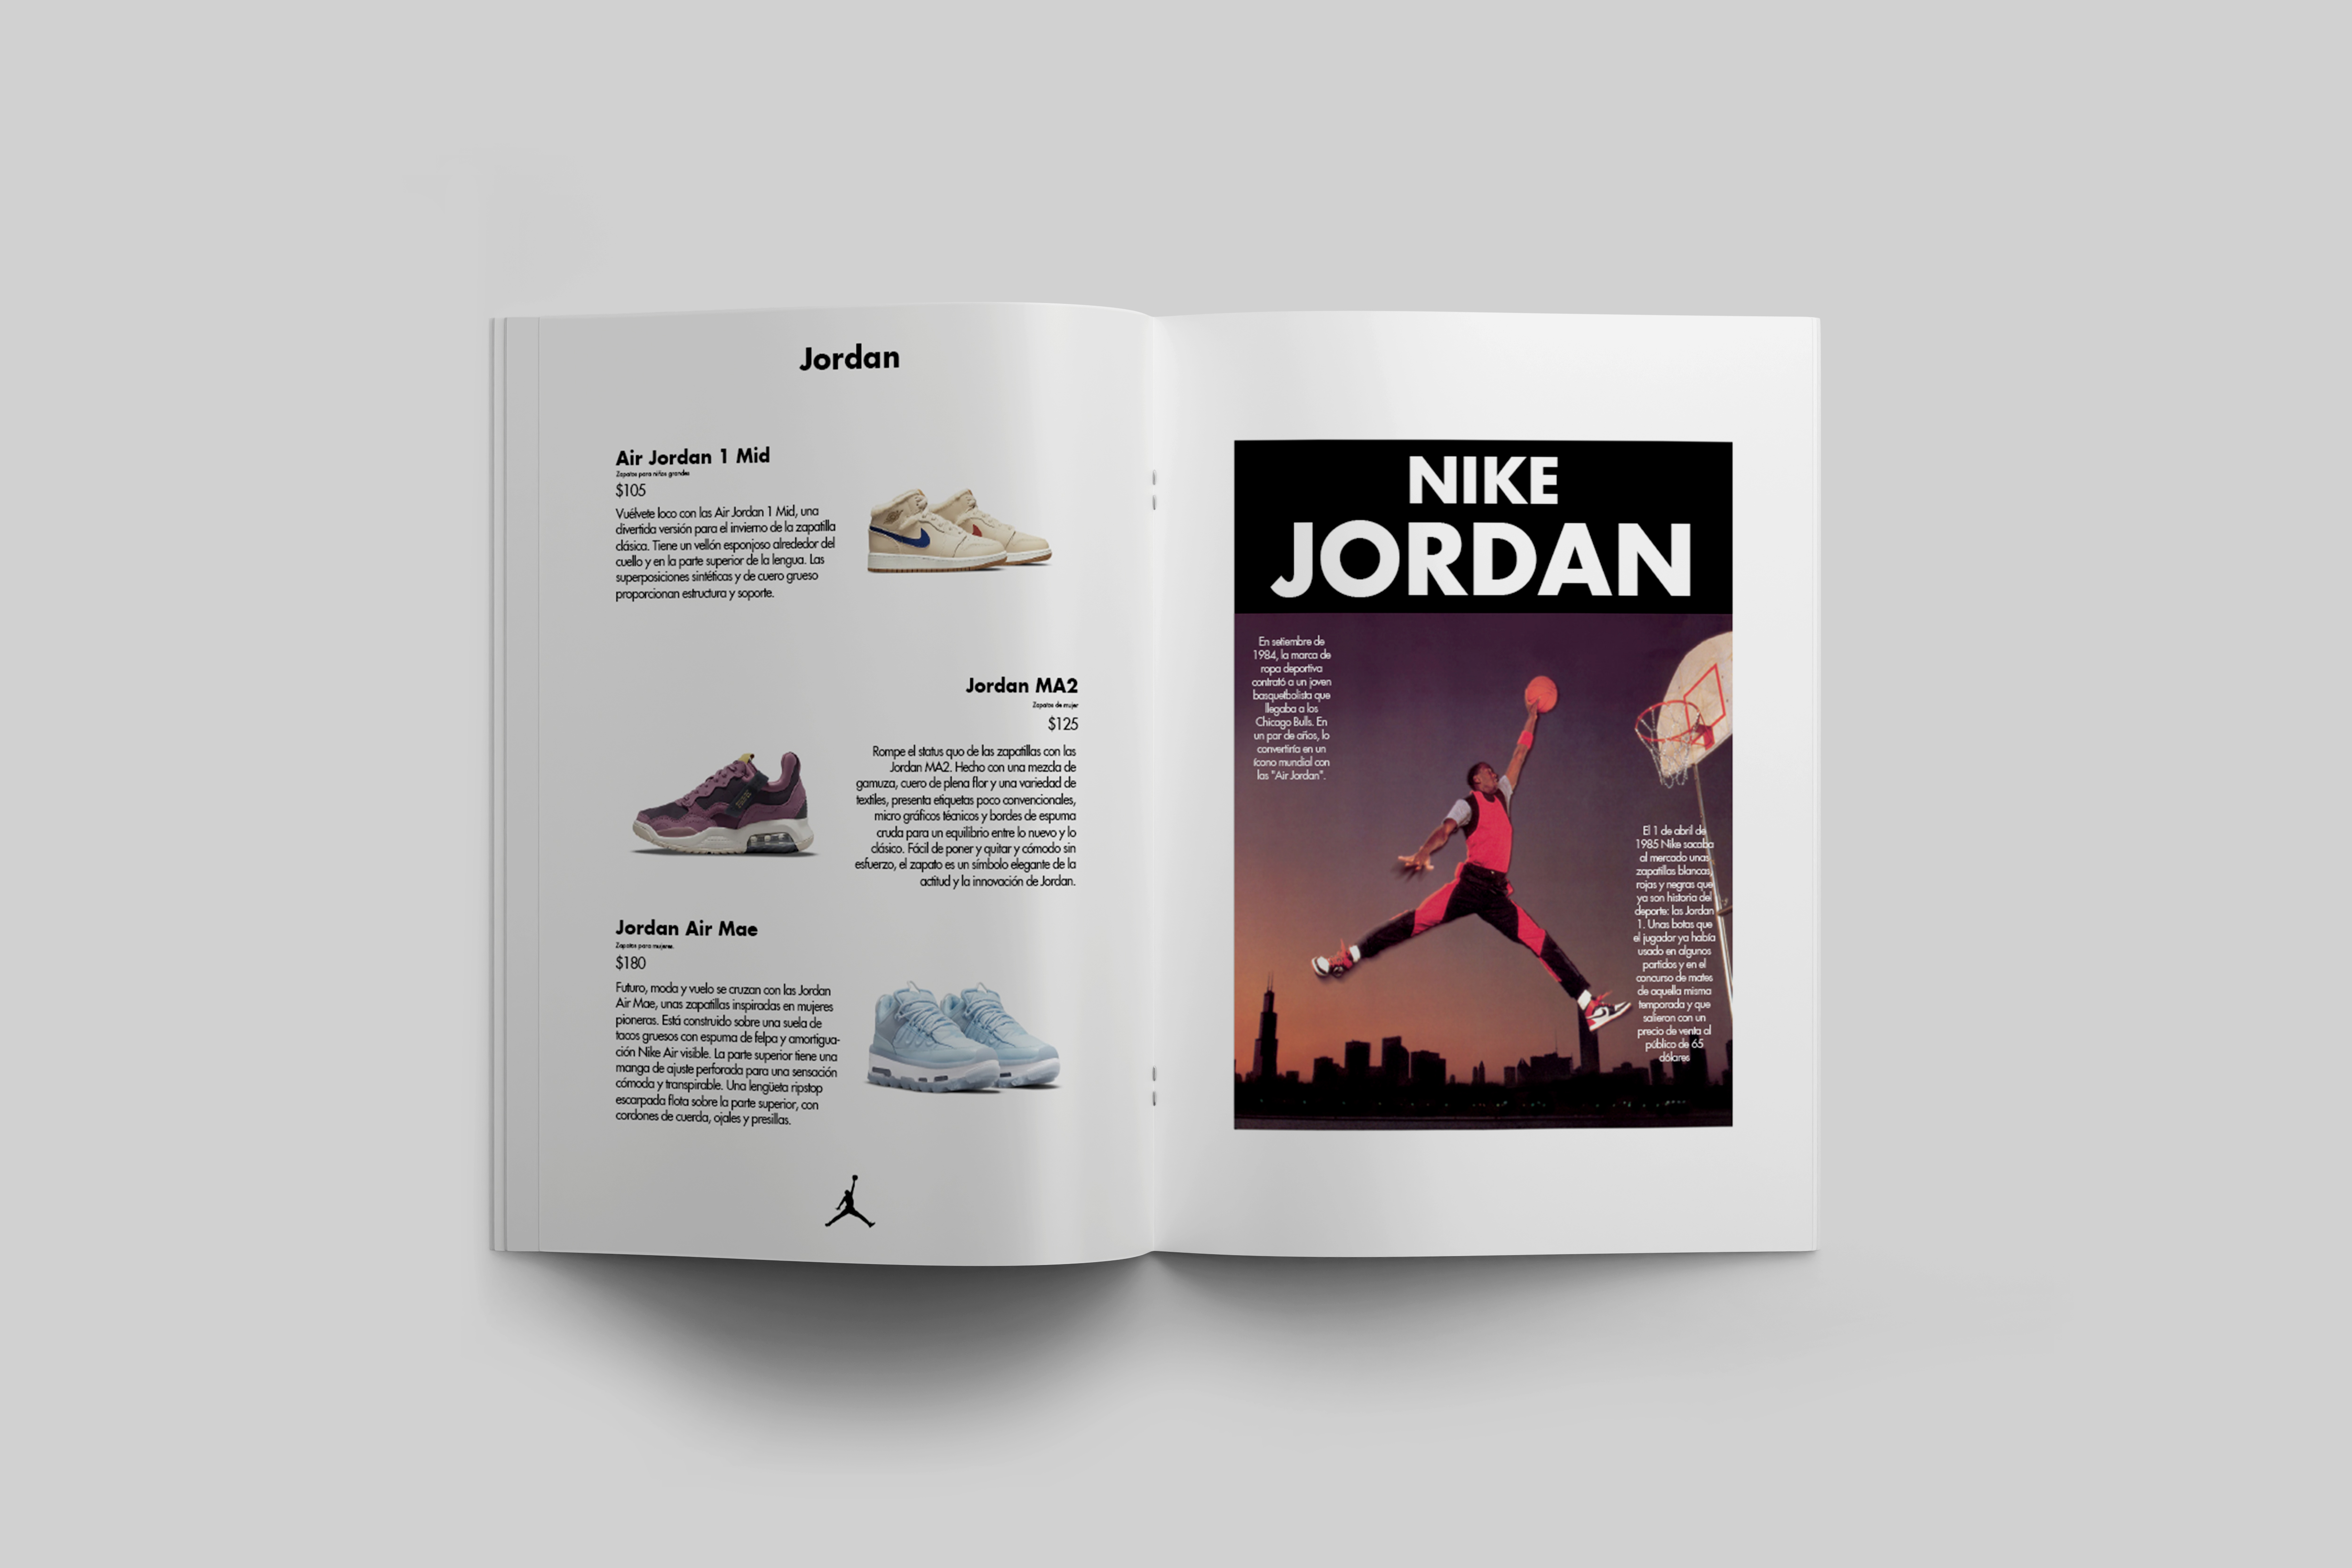 Jordan
Air Jordan 1 Mid
Zapatos para niños grandes
$105
Vuélvete loco con las Air Jordan 1 Mid, una
divertida versión para el invierno de la zapatilla
clásica. Tiene un vellón esponjoso alrededor del
cuello y en la parte superior de la lengua. Las
superposiciones sintéticas y de cuero grueso
proporcionan estructura y soporte.
Jordan MA2
Zapatos de mujer
$125
Rompe el status quo de las zapatillas con las
Jordan MA2. Hecho con una mezcla de
gamuza, cuero de plena flor y una variedad de
textiles, presenta etiquetas poco convencionales,
micro gráficos técnicos y bordes de espuma
cruda para un equilibrio entre lo nuevo y lo
clásico. Fácil de poner y quitar y cómodo sin
esfuerzo, el zapato es un símbolo elegante de la
actitud y la innovación de Jordan.
Jordan Air Mae
Zapatos para mujeres.
$180
Futuro, moda y vuelo se cruzan con las Jordan
Air Mae, unas zapatillas inspiradas en mujeres
pioneras. Está construido sobre una suela de
tacos gruesos con espuma de felpa y amortigua-
ción Nike Air visible. La parte superior tiene una
manga de ajuste perforada para una sensación
cómoda y transpirable. Una lengüeta ripstop
escarpada flota sobre la parte superior, con
cordones de cuerda, ojales y presillas.
NIKE
JORDAN
En setiembre de
1984, la marca de
ropa deportiva
contrató a un joven
basquetbolista que
llegaba a los
Chicago Bulls. En
un par de años, lo
convertiría en un
ícono mundial con
las "Air Jordan".
El 1 de abril de
1985 Nike sacaba
al mercado unas
zapatillas blancas,
rojas y negras que
ya son historia del
deporte: las Jordan
1. Unas botas que
el jugador ya había
usado en algunos
partidos y en el
concurso de mates
de aquella misma
temporada y que
salieron con un
precio de venta al
público de 65
dólares